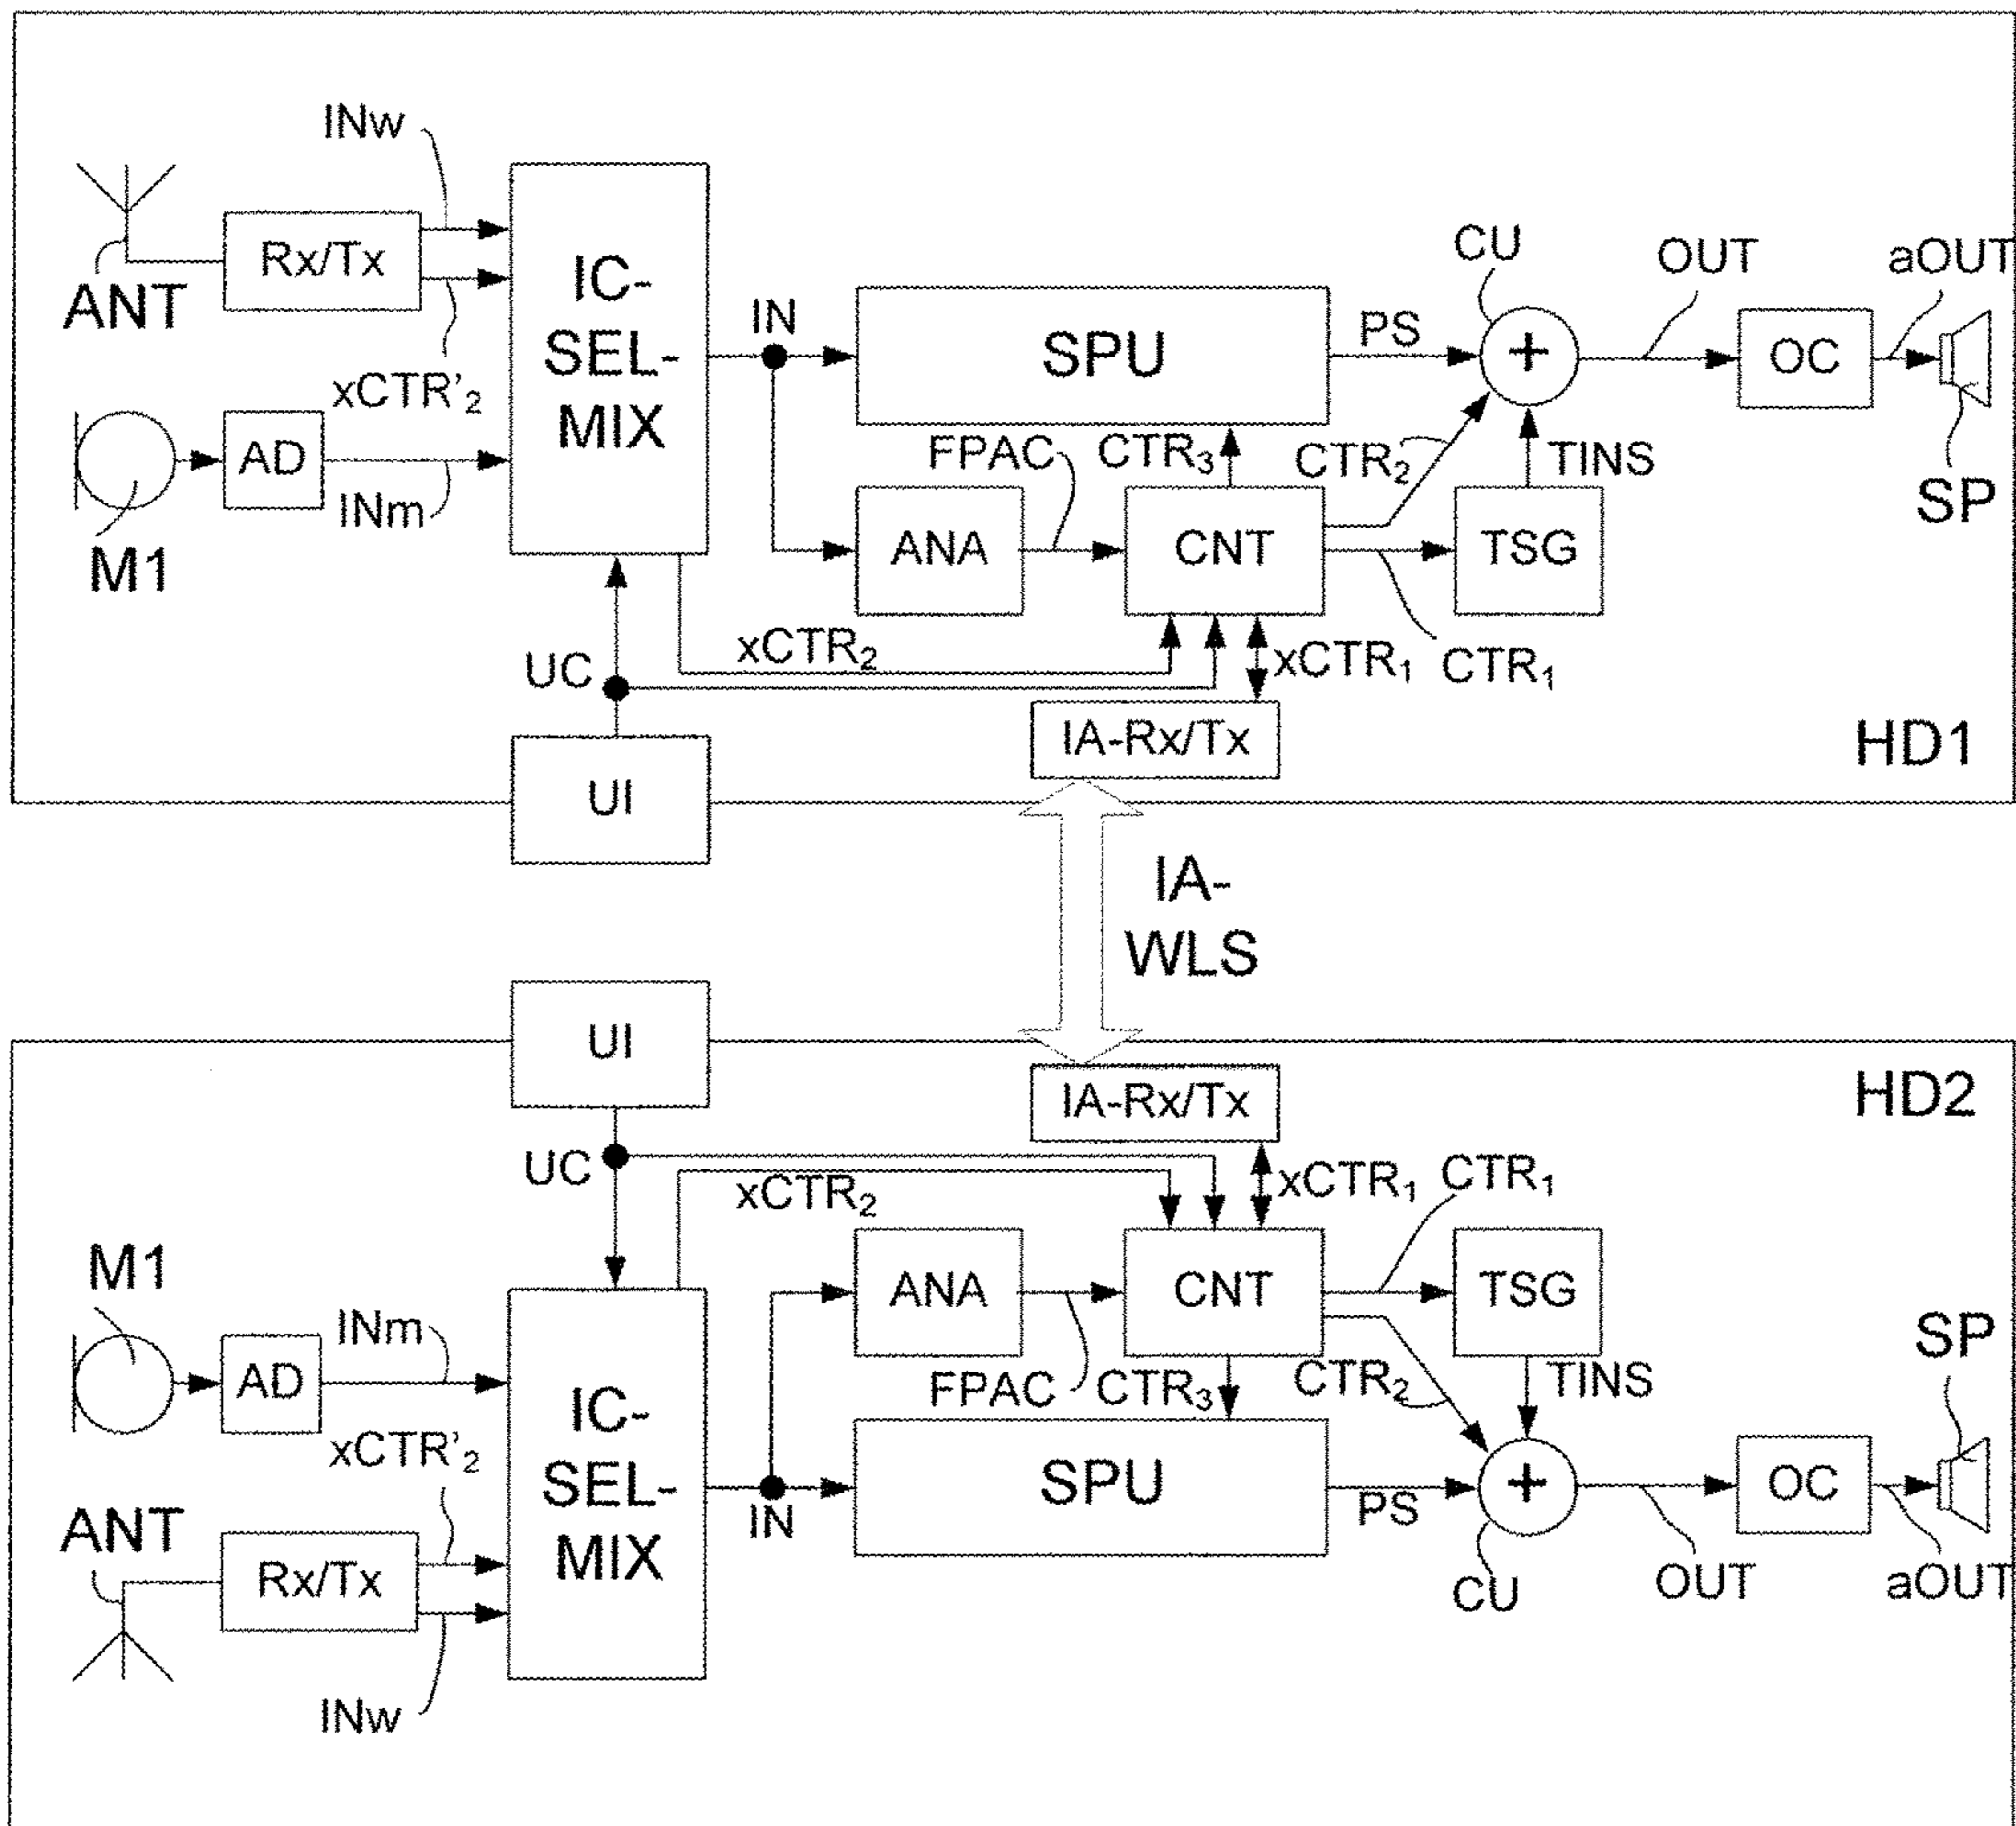 INw
ANT
Rx/Tx
xCTR'₂
M1
AD
INm
IC-
SEL-
MIX
IN
SPU
PS
CU
+
OUT
OC
aOUT
SP
FPAC
CTR₃
CTR₂
TINS
ANA
CNT
TSG
UC
xCTR₂
xCTR₁
CTR₁
UI
IA-Rx/Tx
HD1
IA-
WLS
UI
IA-Rx/Tx
HD2
UC
xCTR₂
xCTR₁
CTR₁
M1
INm
AD
ANA
CNT
TSG
SP
FPAC
CTR₃
CTR₂
TINS
xCTR'₂
IC-
SEL-
MIX
IN
SPU
PS
+
CU
OUT
OC
aOUT
ANT
Rx/Tx
INw